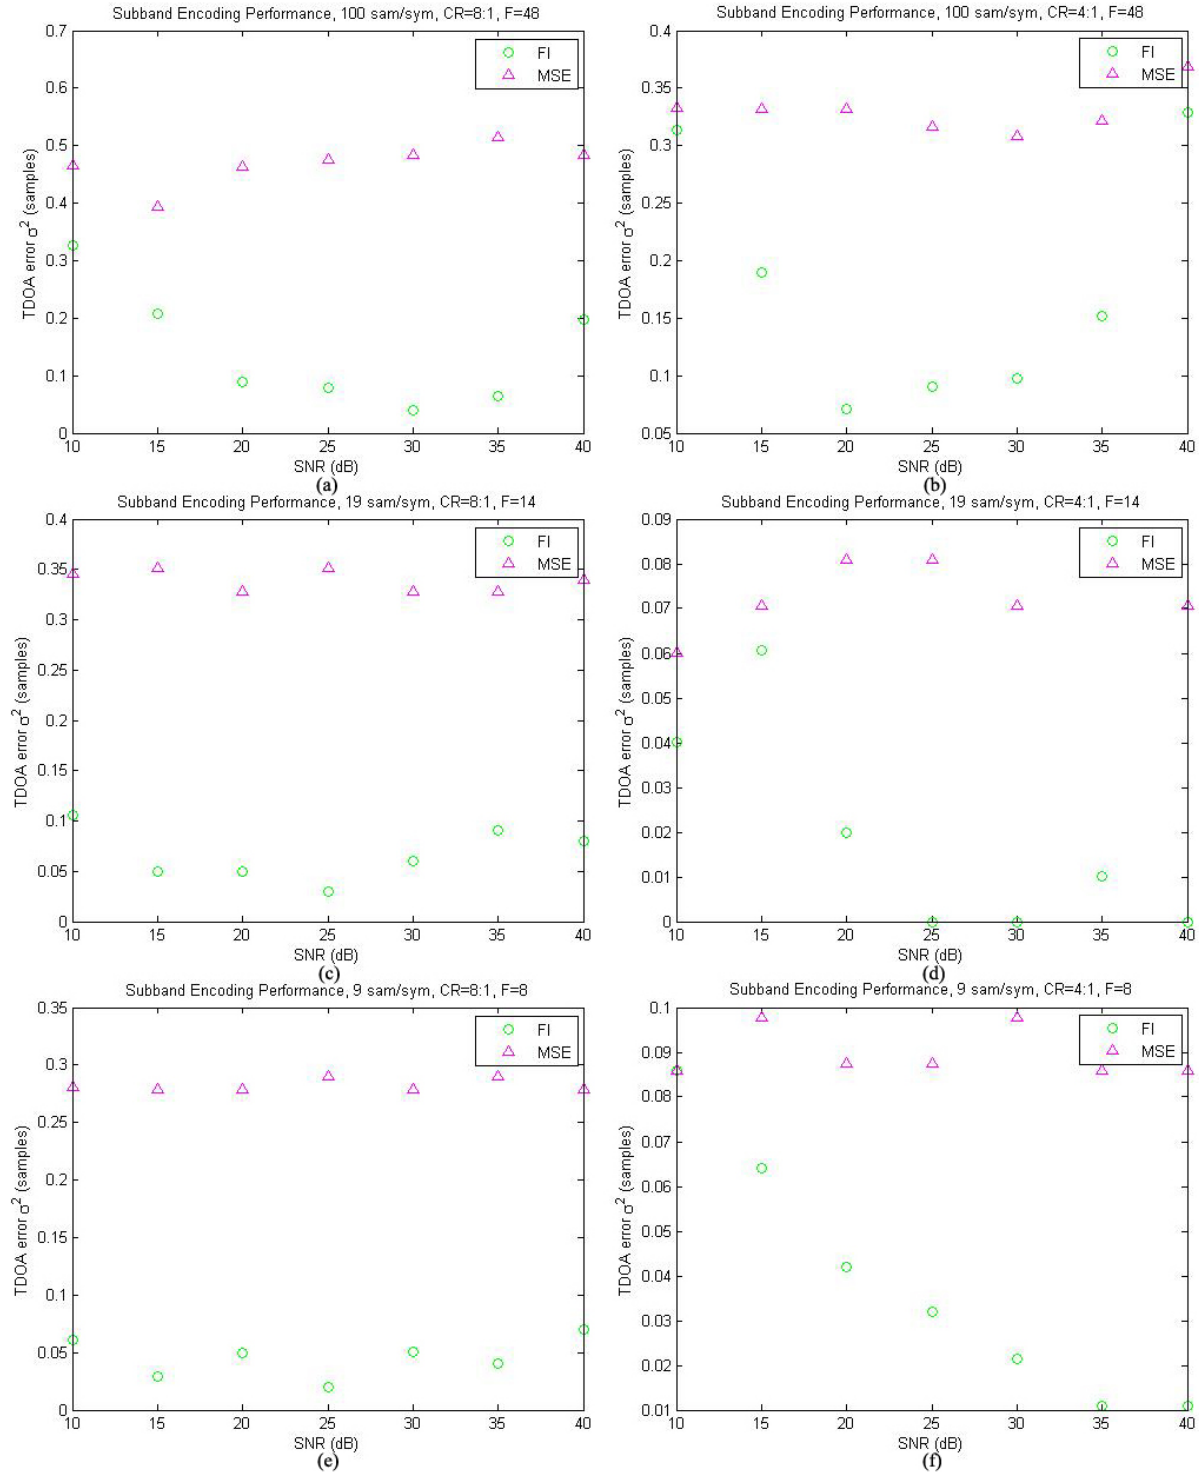 Subband Encoding Performance, 100 sam/sym, CR=8:1, F=48
0.7
0.6
0.5
0.4
0.3
0.2
0.1
0
TDOA error σ² (samples)
FI
MSE
10 15 20 25 30 35 40
SNR (dB)
(a)
Subband Encoding Performance, 100 sam/sym, CR=4:1, F=48
0.4
0.35
0.3
0.25
0.2
0.15
0.1
0.05
TDOA error σ² (samples)
FI
MSE
10 15 20 25 30 35 40
SNR (dB)
(b)
Subband Encoding Performance, 19 sam/sym, CR=8:1, F=14
0.4
0.35
0.3
0.25
0.2
0.15
0.1
0.05
0
TDOA error σ² (samples)
FI
MSE
10 15 20 25 30 35 40
SNR (dB)
(c)
Subband Encoding Performance, 19 sam/sym, CR=4:1, F=14
0.09
0.08
0.07
0.06
0.05
0.04
0.03
0.02
0.01
0
TDOA error σ² (samples)
FI
MSE
10 15 20 25 30 35 40
SNR (dB)
(d)
Subband Encoding Performance, 9 sam/sym, CR=8:1, F=8
0.35
0.3
0.25
0.2
0.15
0.1
0.05
0
TDOA error σ² (samples)
FI
MSE
10 15 20 25 30 35 40
SNR (dB)
(e)
Subband Encoding Performance, 9 sam/sym, CR=4:1, F=8
0.1
0.09
0.08
0.07
0.06
0.05
0.04
0.03
0.02
0.01
TDOA error σ² (samples)
FI
MSE
10 15 20 25 30 35 40
SNR (dB)
(f)